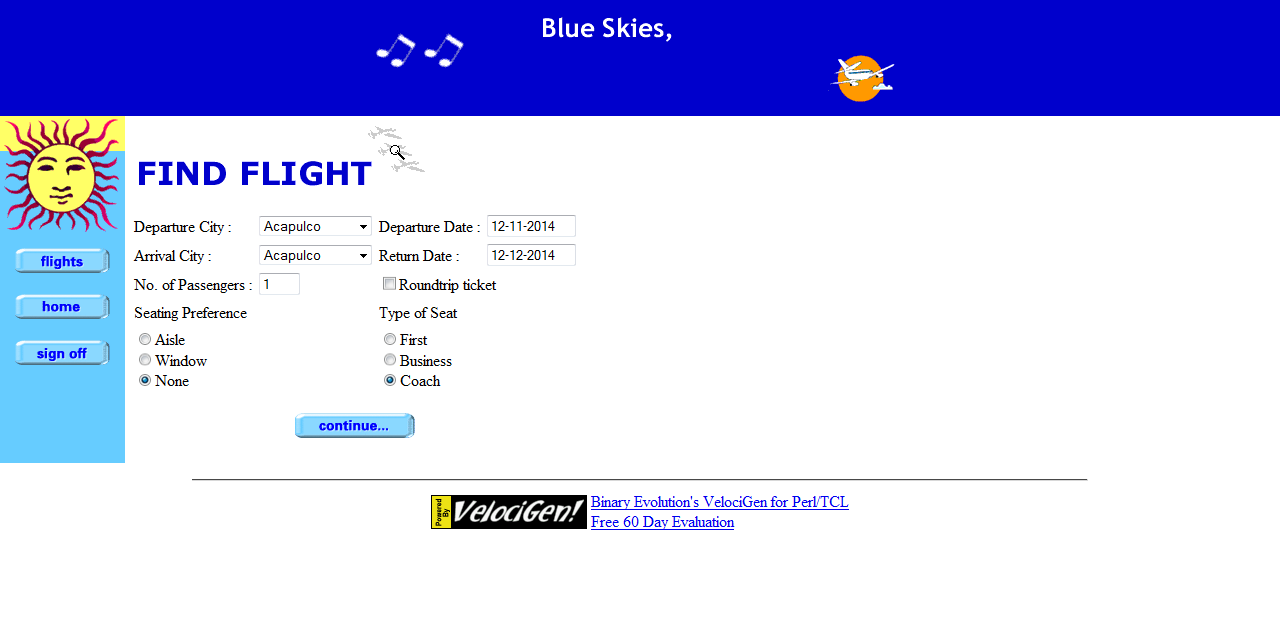 Blue Skies,
FIND FLIGHT
flights
home
sign off
Departure City : Acapulco Departure Date : 12-11-2014
Arrival City : Acapulco Return Date : 12-12-2014
No. of Passengers : 1 Roundtrip ticket
Seating Preference Type of Seat
Aisle First
Window Business
None Coach
continue...
Powered By VelociGen!
Binary Evolution's VelociGen for Perl/TCL
Free 60 Day Evaluation